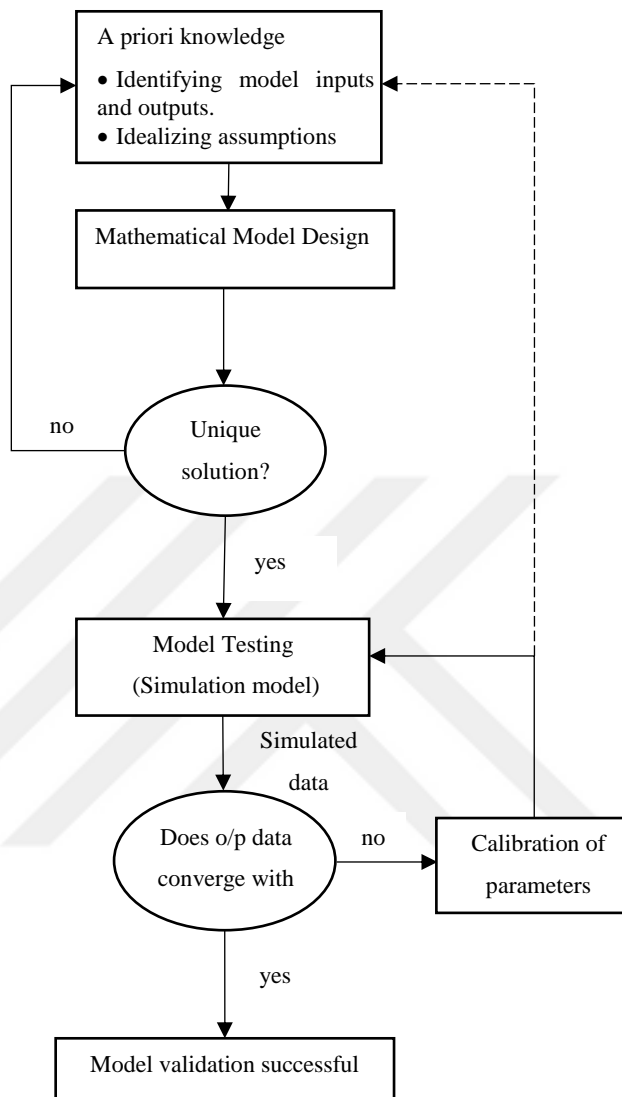 A priori knowledge
• Identifying model inputs
and outputs.
• Idealizing assumptions
Mathematical Model Design
no
Unique
solution?
yes
Model Testing
(Simulation model)
Simulated
data
Does o/p data
converge with
no
Calibration of
parameters
yes
Model validation successful